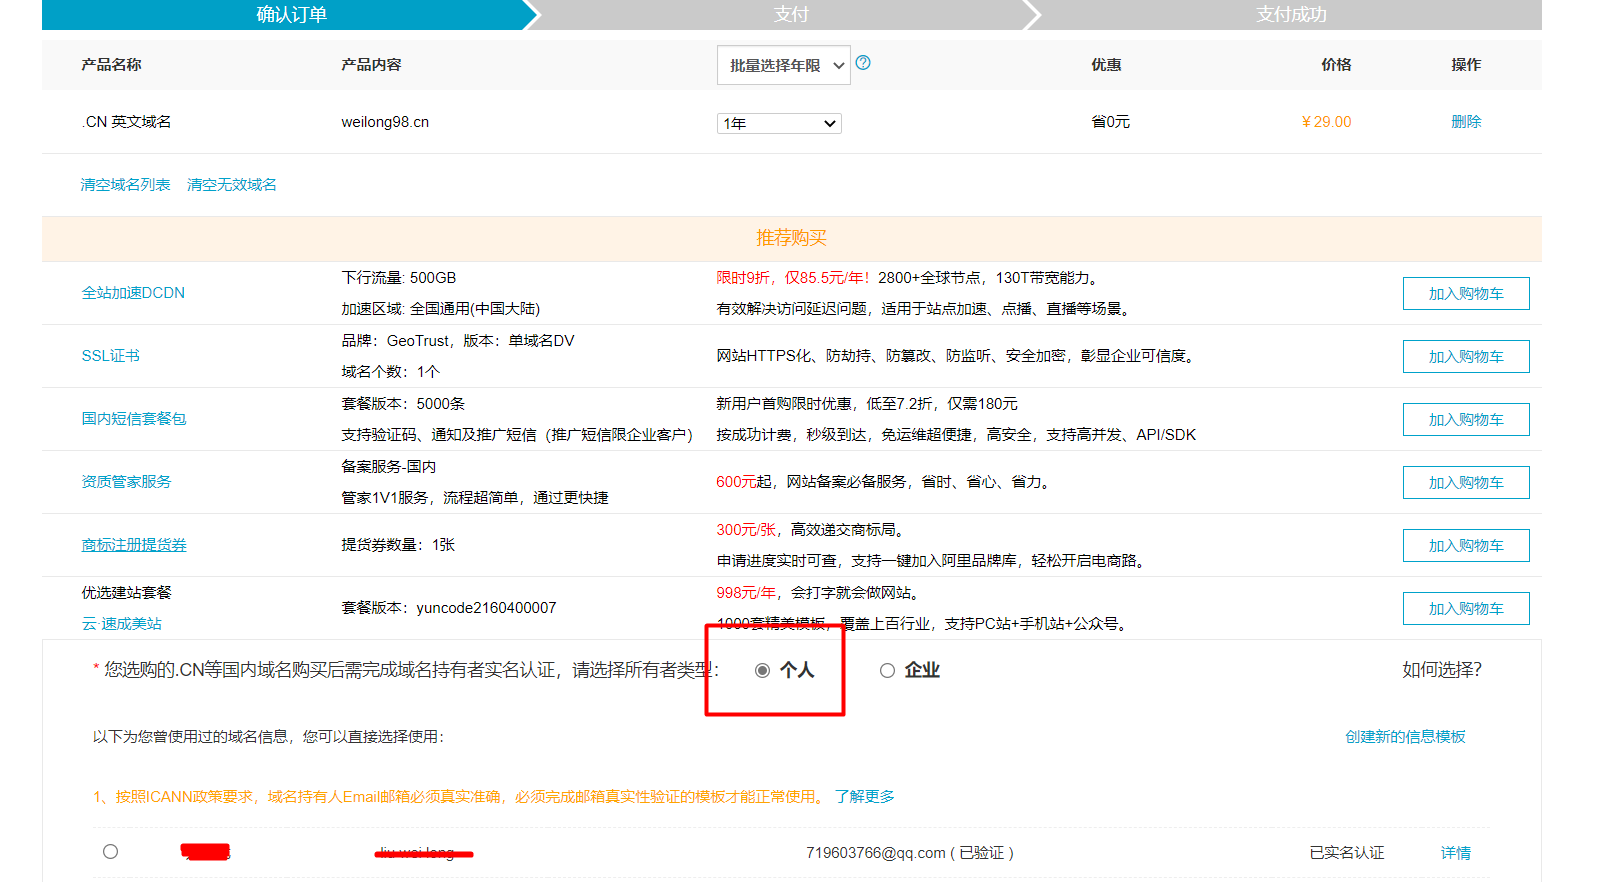 确认订单 支付 支付成功
产品名称 产品内容 批量选择年限 ? 优惠 价格 操作
.CN 英文域名 weilong98.cn 1年 省0元 ¥29.00 删除
清空域名列表 清空无效域名
推荐购买
全站加速DCDN
下行流量: 500GB
加速区域: 全国通用(中国大陆)
限时9折，仅85.5元/年！2800+全球节点，130T带宽能力。
有效解决访问延迟问题，适用于站点加速、点播、直播等场景。
加入购物车
SSL证书
品牌：GeoTrust，版本：单域名DV
域名个数：1个
网站HTTPS化、防劫持、防篡改、防监听、安全加密，彰显企业可信度。
加入购物车
国内短信套餐包
套餐版本：5000条
支持验证码、通知及推广短信（推广短信限企业客户）
新用户首购限时优惠，低至7.2折，仅需180元
按成功计费，秒级到达，免运维超便捷，高安全，支持高并发、API/SDK
加入购物车
资质管家服务
备案服务-国内
管家1V1服务，流程超简单，通过更快捷
600元起，网站备案必备服务，省时、省心、省力。
加入购物车
商标注册提货券
提货券数量：1张
300元/张，高效递交商标局。
申请进度实时可查，支持一键加入阿里品牌库，轻松开启电商路。
加入购物车
优选建站套餐
云·速成美站
套餐版本：yuncode2160400007
998元/年，会打字就会做网站。
1000套精美模板，覆盖上百行业，支持PC站+手机站+公众号。
加入购物车
* 您选购的.CN等国内域名购买后需完成域名持有者实名认证，请选择所有者类型： 个人 企业 如何选择？
以下为您曾使用过的域名信息，您可以直接选择使用： 创建新的信息模板
1、按照ICANN政策要求，域名持有人Email邮箱必须真实准确，必须完成邮箱真实性验证的模板才能正常使用。 了解更多
719603766@qq.com ( 已验证 ) 已实名认证 详情